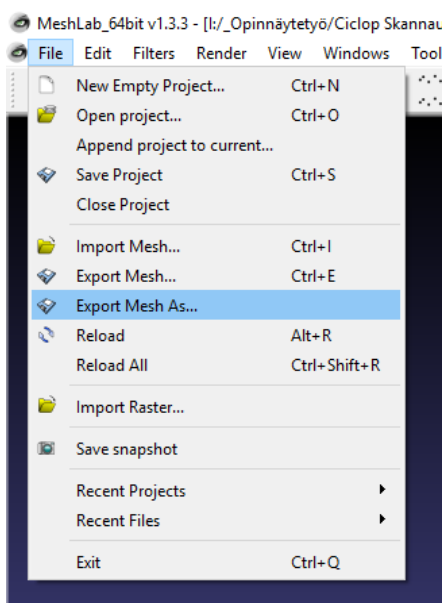 MeshLab_64bit v1.3.3 - [I:/_Opinnäytetyö/Ciclop Skannau
File Edit Filters Render View Windows Tool
New Empty Project... Ctrl+N
Open project... Ctrl+O
Append project to current...
Save Project Ctrl+S
Close Project
Import Mesh... Ctrl+I
Export Mesh... Ctrl+E
Export Mesh As...
Reload Alt+R
Reload All Ctrl+Shift+R
Import Raster...
Save snapshot
Recent Projects
Recent Files
Exit Ctrl+Q